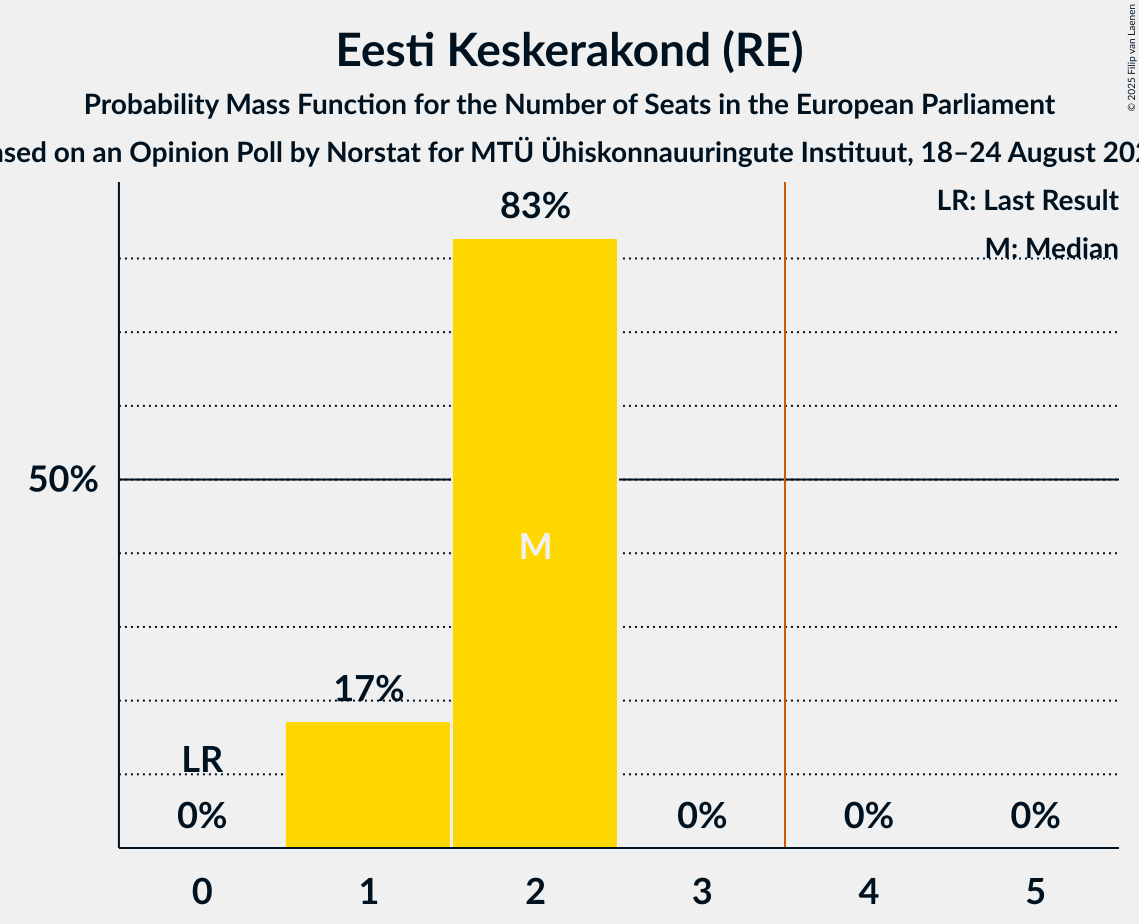 Eesti Keskerakond (RE)
Probability Mass Function for the Number of Seats in the European Parliament
on an Opinion Poll by Norstat for MTÜ Ühiskonnauuringute Instituut, 18–24 August
© 2025 Filip van Laenen
LR: Last Result
M: Median
83%
50%
M
17%
LR
0%
0%
0%
0%
0
1
2
3
4
5